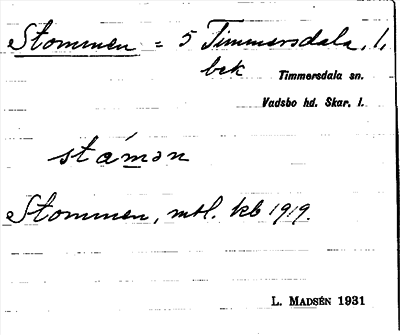 Stommen = 5 Timmersdala, 1,
bek
Timmersdala sn.
Vadsbo hd. Skar. l.
stámən
Stommen, mtl. kb 1919.
L. MADSÉN 1931